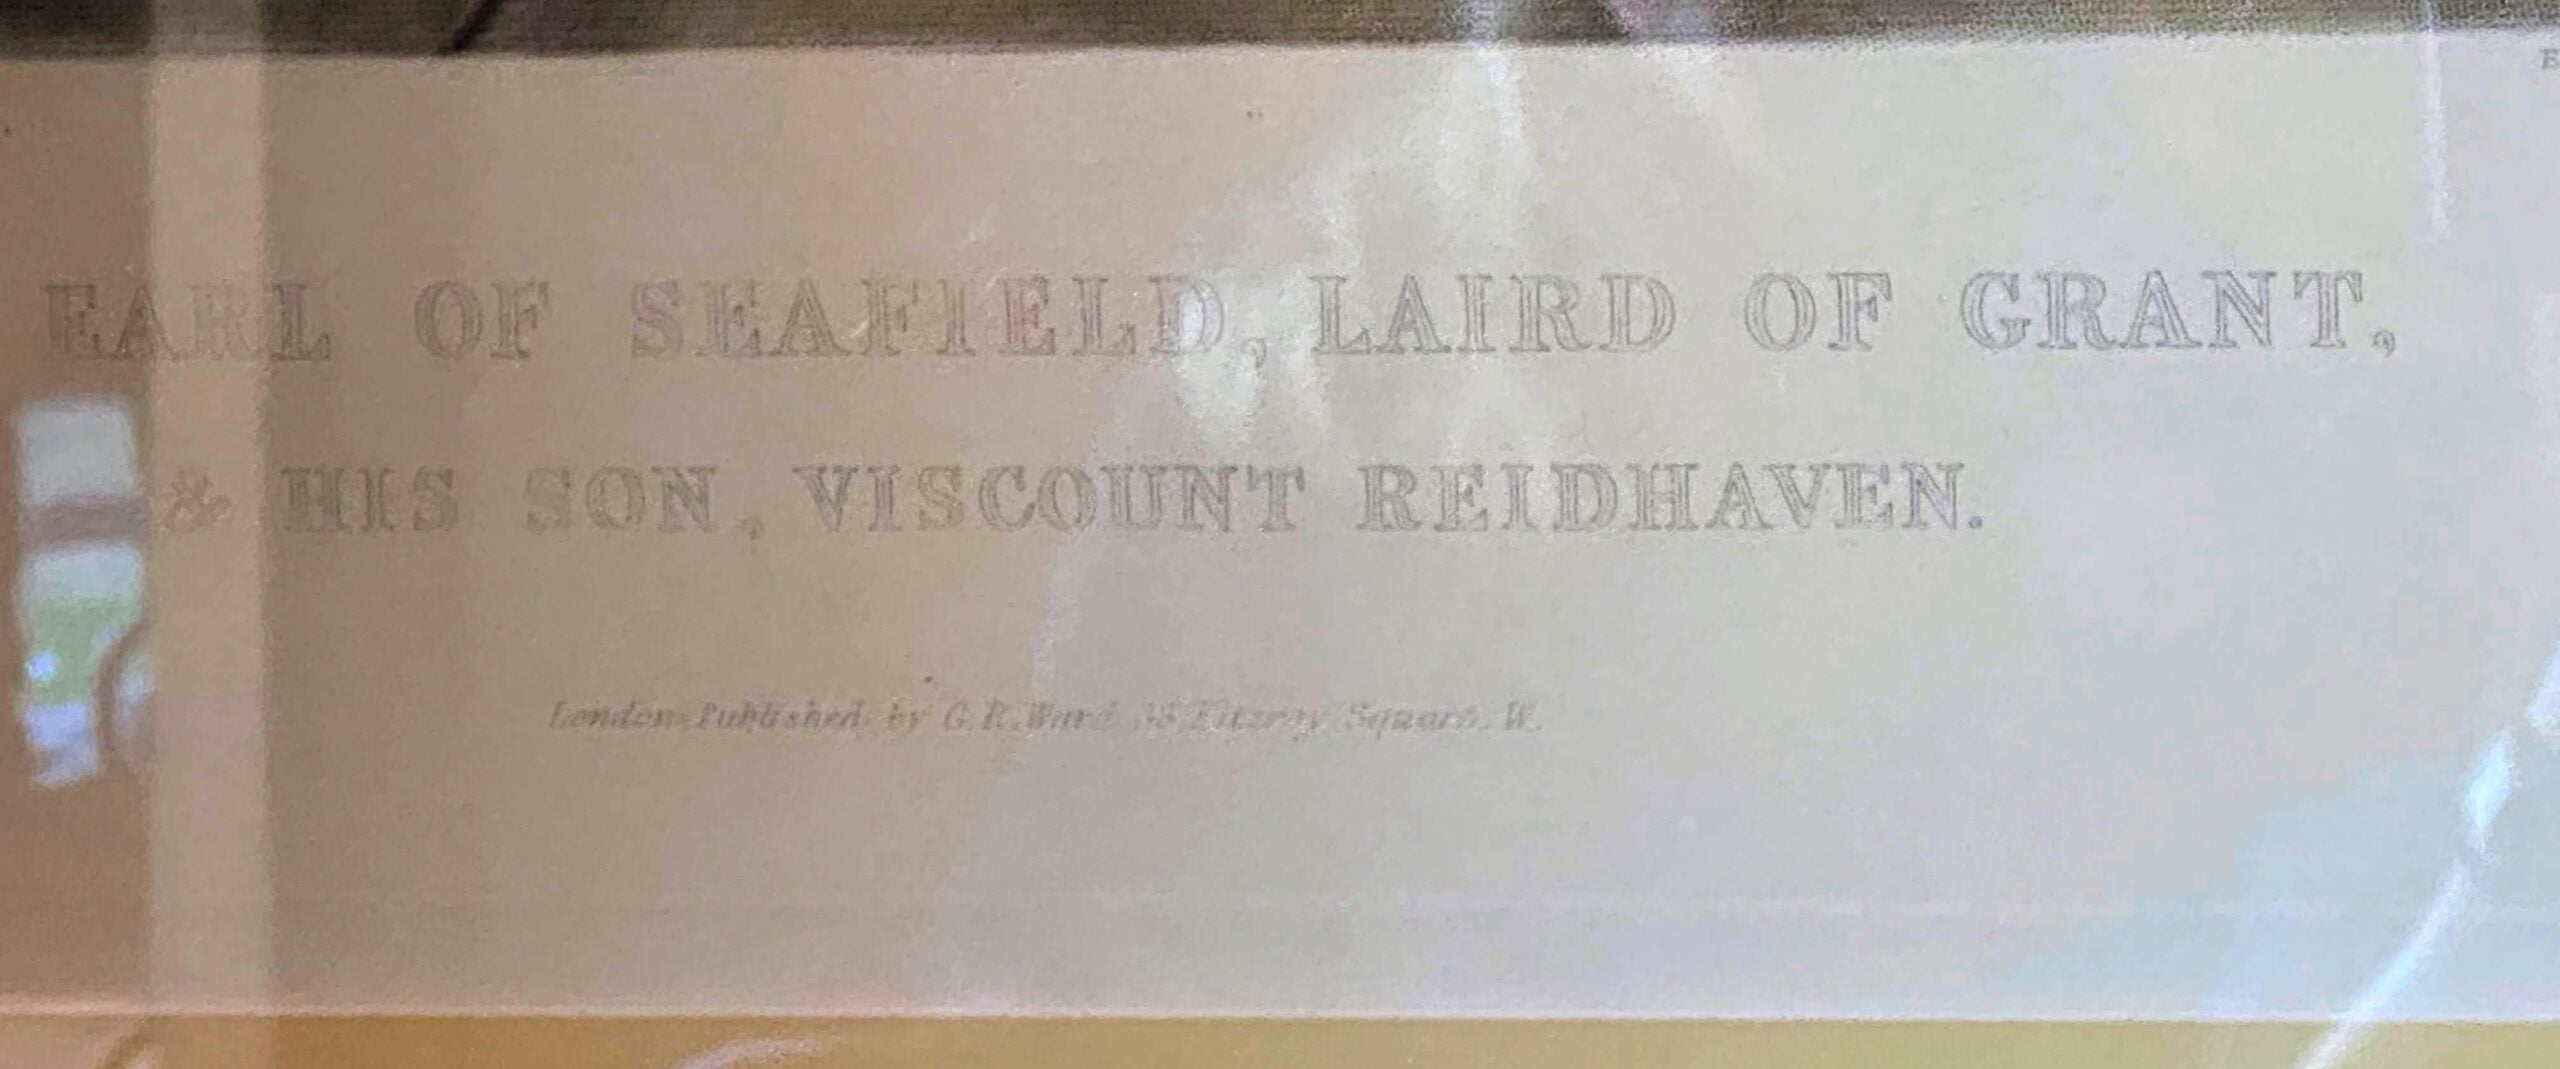 EARL OF SEAFIELD, LAIRD OF GRANT,
& HIS SON, VISCOUNT REIDHAVEN.
London, Published by G. R. Ward 38, Fitzroy Square. W.